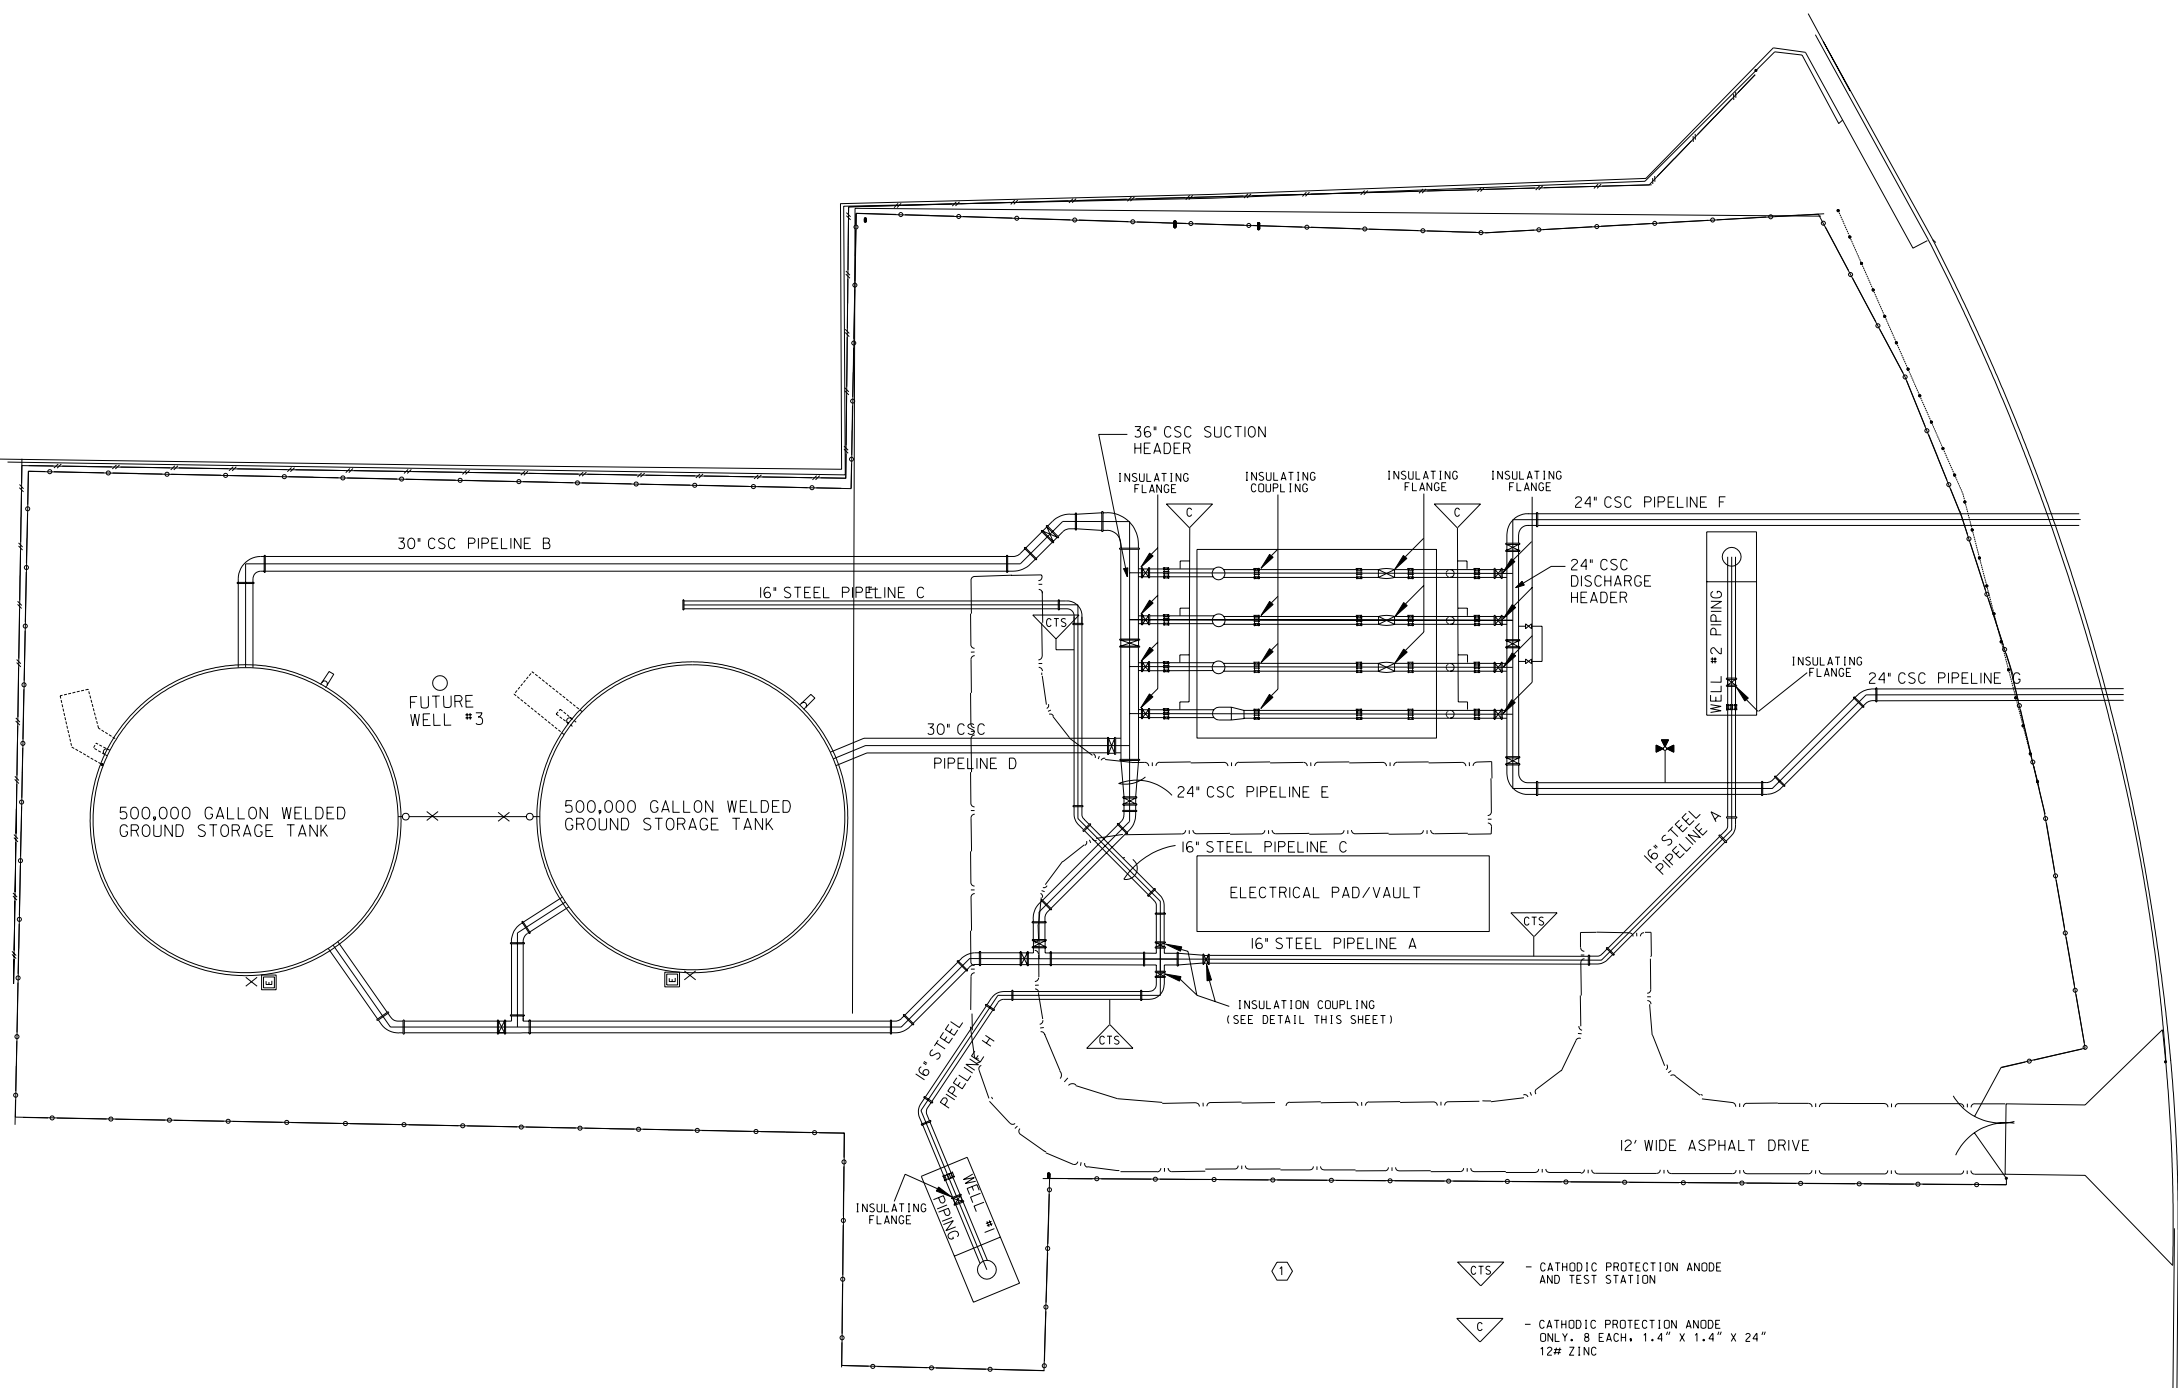 36" CSC SUCTION
HEADER
INSULATING
FLANGE
INSULATING
COUPLING
INSULATING
FLANGE
INSULATING
FLANGE
24" CSC PIPELINE F
C
C
30" CSC PIPELINE B
24" CSC
DISCHARGE
HEADER
16" STEEL PIPELINE C
CTS
WELL #2 PIPING
INSULATING
FLANGE
24" CSC PIPELINE G
FUTURE
WELL #3
30" CSC
PIPELINE D
24" CSC PIPELINE E
500,000 GALLON WELDED
GROUND STORAGE TANK
500,000 GALLON WELDED
GROUND STORAGE TANK
16" STEEL
PIPELINE A
16" STEEL PIPELINE C
ELECTRICAL PAD/VAULT
CTS
16" STEEL PIPELINE A
E
E
INSULATION COUPLING
(SEE DETAIL THIS SHEET)
CTS
16" STEEL
PIPELINE H
12' WIDE ASPHALT DRIVE
INSULATING
FLANGE
WELL #1
PIPING
1
CTS
- CATHODIC PROTECTION ANODE
AND TEST STATION
C
- CATHODIC PROTECTION ANODE
ONLY. 8 EACH, 1.4" X 1.4" X 24"
12# ZINC